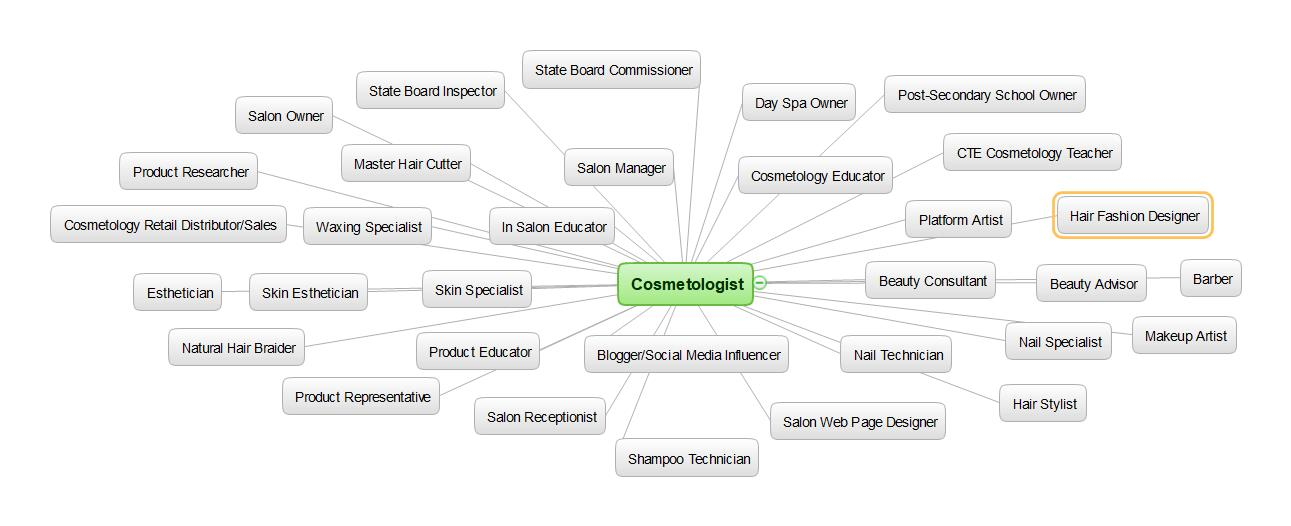 State Board Commissioner
State Board Inspector
Day Spa Owner
Post-Secondary School Owner
Salon Owner
Master Hair Cutter
Salon Manager
CTE Cosmetology Teacher
Product Researcher
Cosmetology Educator
Cosmetology Retail Distributor/Sales
Waxing Specialist
In Salon Educator
Platform Artist
Hair Fashion Designer
Esthetician
Skin Esthetician
Skin Specialist
Cosmetologist
Beauty Consultant
Beauty Advisor
Barber
Natural Hair Braider
Product Educator
Blogger/Social Media Influencer
Nail Technician
Nail Specialist
Makeup Artist
Product Representative
Salon Receptionist
Salon Web Page Designer
Hair Stylist
Shampoo Technician